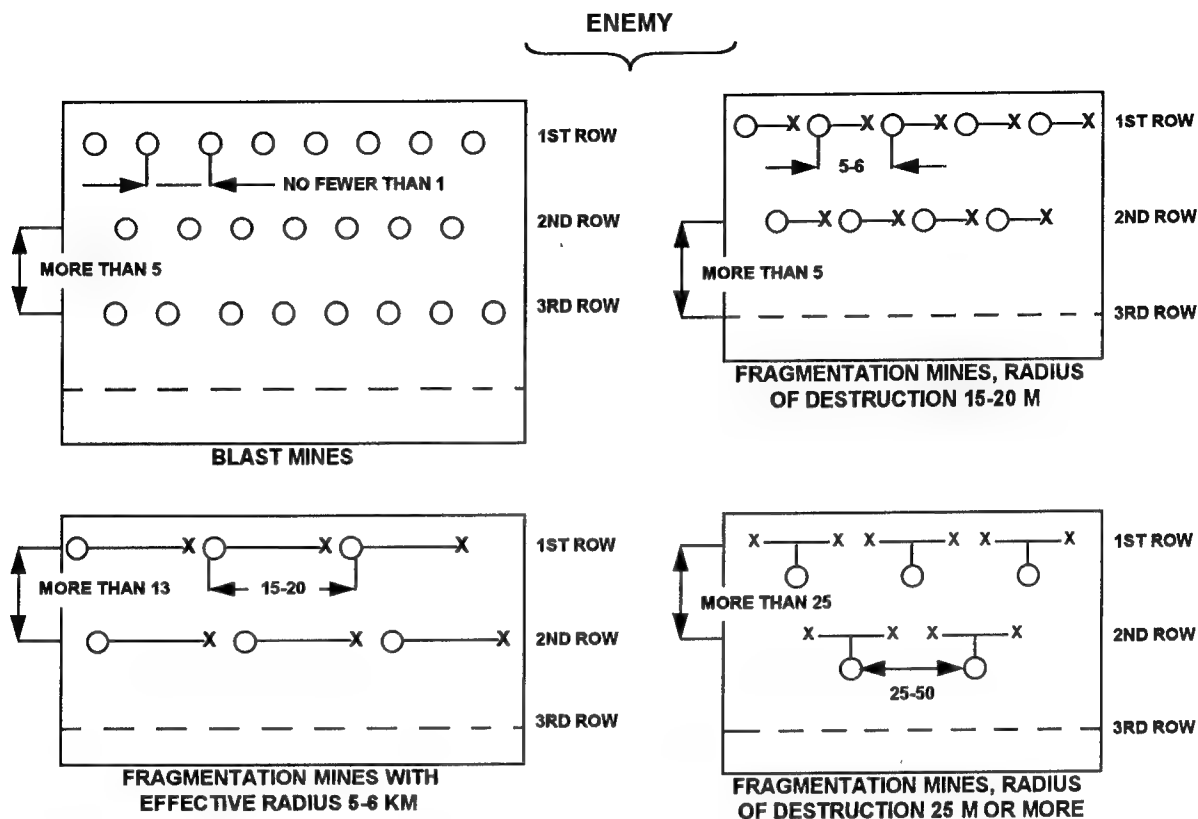 ENEMY
1ST ROW
NO FEWER THAN 1
2ND ROW
MORE THAN 5
3RD ROW
BLAST MINES
X X X X X
1ST ROW
5-6
X X X X
2ND ROW
MORE THAN 5
3RD ROW
FRAGMENTATION MINES, RADIUS
OF DESTRUCTION 15-20 M
X X X
1ST ROW
MORE THAN 13
15-20
X X X
2ND ROW
3RD ROW
FRAGMENTATION MINES WITH
EFFECTIVE RADIUS 5-6 KM
X X X X X X
1ST ROW
MORE THAN 25
X X X X
2ND ROW
25-50
3RD ROW
FRAGMENTATION MINES, RADIUS
OF DESTRUCTION 25 M OR MORE